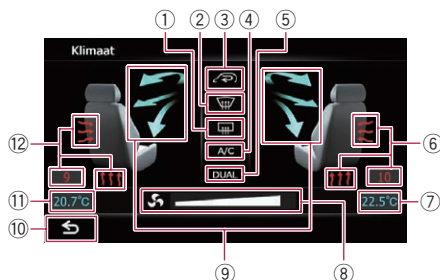 ① ② ③ ④ ⑤
Klimaat
A/C
DUAL
⑫ ⑥
9 10
⑪ 20.7°C 22.5°C ⑦
⑩ ⑨ ⑧